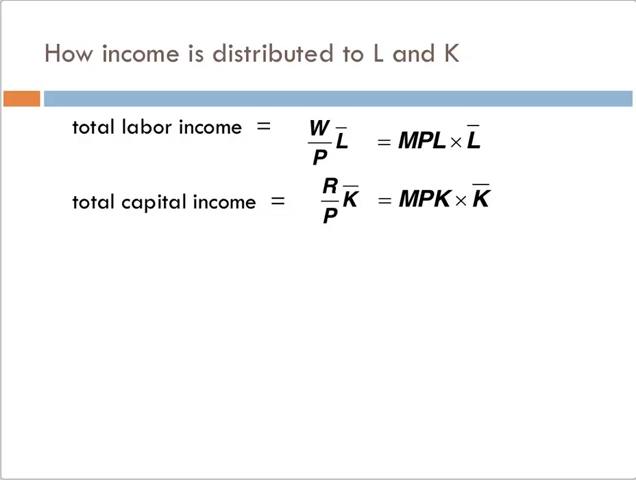 How income is distributed to L and K
total labor income = W/P L̅ = MPL × L̅
total capital income = R/P K̅ = MPK × K̅